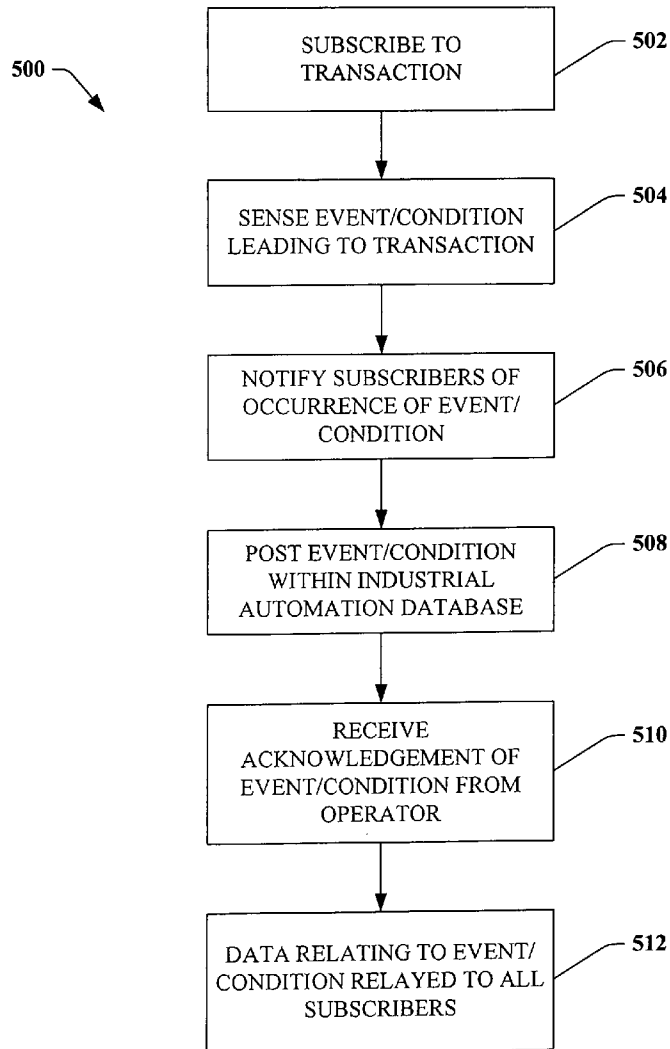 500
SUBSCRIBE TO
TRANSACTION
502
SENSE EVENT/CONDITION
LEADING TO TRANSACTION
504
NOTIFY SUBSCRIBERS OF
OCCURRENCE OF EVENT/
CONDITION
506
POST EVENT/CONDITION
WITHIN INDUSTRIAL
AUTOMATION DATABASE
508
RECEIVE
ACKNOWLEDGEMENT OF
EVENT/CONDITION FROM
OPERATOR
510
DATA RELATING TO EVENT/
CONDITION RELAYED TO ALL
SUBSCRIBERS
512